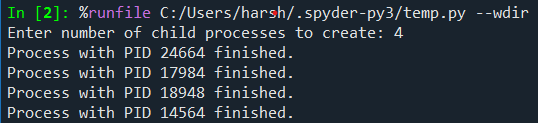 In [2]: %runfile C:/Users/harsh/.spyder-py3/temp.py --wdir
Enter number of child processes to create: 4
Process with PID 24664 finished.
Process with PID 17984 finished.
Process with PID 18948 finished.
Process with PID 14564 finished.